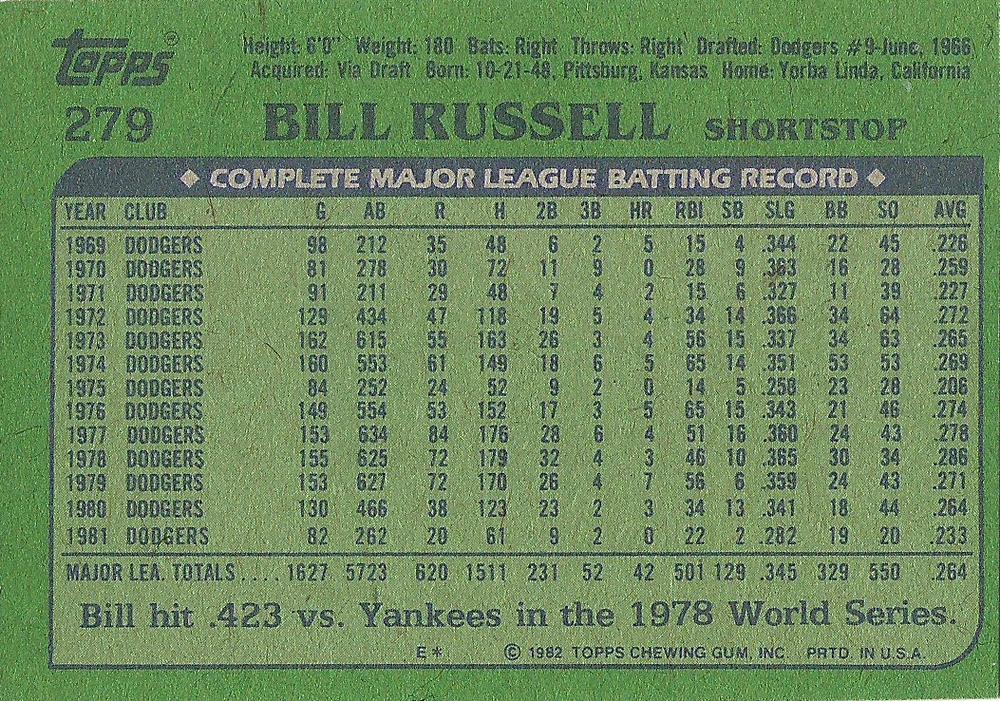 Topps®
Height: 6'0" Weight: 180 Bats: Right Throws: Right Drafted: Dodgers #9-June, 1966
Acquired: Via Draft Born: 10-21-48, Pittsburg, Kansas Home: Yorba Linda, California
279 BILL RUSSELL SHORTSTOP
◆ COMPLETE MAJOR LEAGUE BATTING RECORD ◆
YEAR CLUB G AB R H 2B 3B HR RBI SB SLG BB SO AVG
1969 DODGERS 98 212 35 48 6 2 5 15 4 .344 22 45 .226
1970 DODGERS 81 278 30 72 11 9 0 28 9 .363 16 28 .259
1971 DODGERS 91 211 29 48 7 4 2 15 6 .327 11 39 .227
1972 DODGERS 129 434 47 118 19 5 4 34 14 .366 34 64 .272
1973 DODGERS 162 615 55 163 26 3 4 56 15 .337 34 63 .265
1974 DODGERS 160 553 61 149 18 6 5 65 14 .351 53 53 .269
1975 DODGERS 84 252 24 52 9 2 0 14 5 .258 23 28 .206
1976 DODGERS 149 554 53 152 17 3 5 65 15 .343 21 46 .274
1977 DODGERS 153 634 84 176 28 6 4 51 16 .360 24 43 .278
1978 DODGERS 155 625 72 179 32 4 3 46 10 .365 30 34 .286
1979 DODGERS 153 627 72 170 26 4 7 56 6 .359 24 43 .271
1980 DODGERS 130 466 38 123 23 2 3 34 13 .341 18 44 .264
1981 DODGERS 82 262 20 61 9 2 0 22 2 .282 19 20 .233
MAJOR LEA. TOTALS.... 1627 5723 620 1511 231 52 42 501 129 .345 329 550 .264
Bill hit .423 vs. Yankees in the 1978 World Series.
E* © 1982 TOPPS CHEWING GUM, INC. PRTD. IN U.S.A.